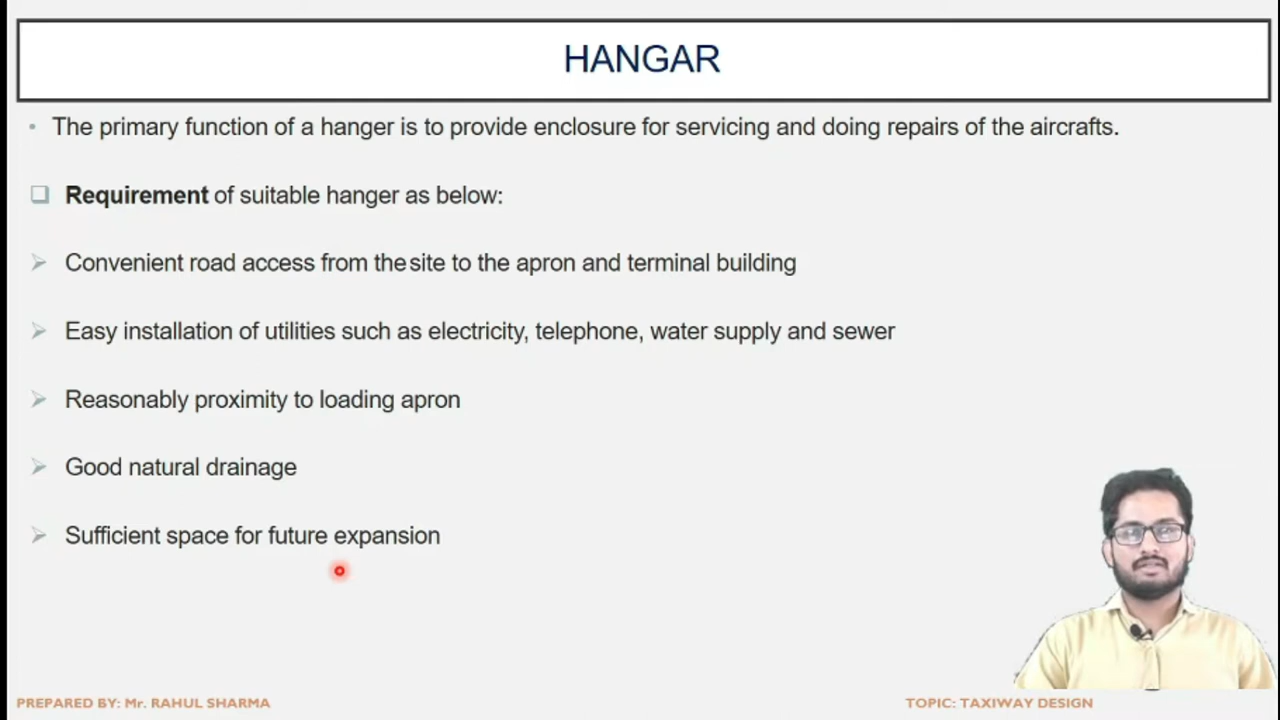 HANGAR
The primary function of a hanger is to provide enclosure for servicing and doing repairs of the aircrafts.
Requirement of suitable hanger as below:
Convenient road access from the site to the apron and terminal building
Easy installation of utilities such as electricity, telephone, water supply and sewer
Reasonably proximity to loading apron
Good natural drainage
Sufficient space for future expansion
PREPARED BY: Mr. RAHUL SHARMA
TOPIC: TAXIWAY DESIGN